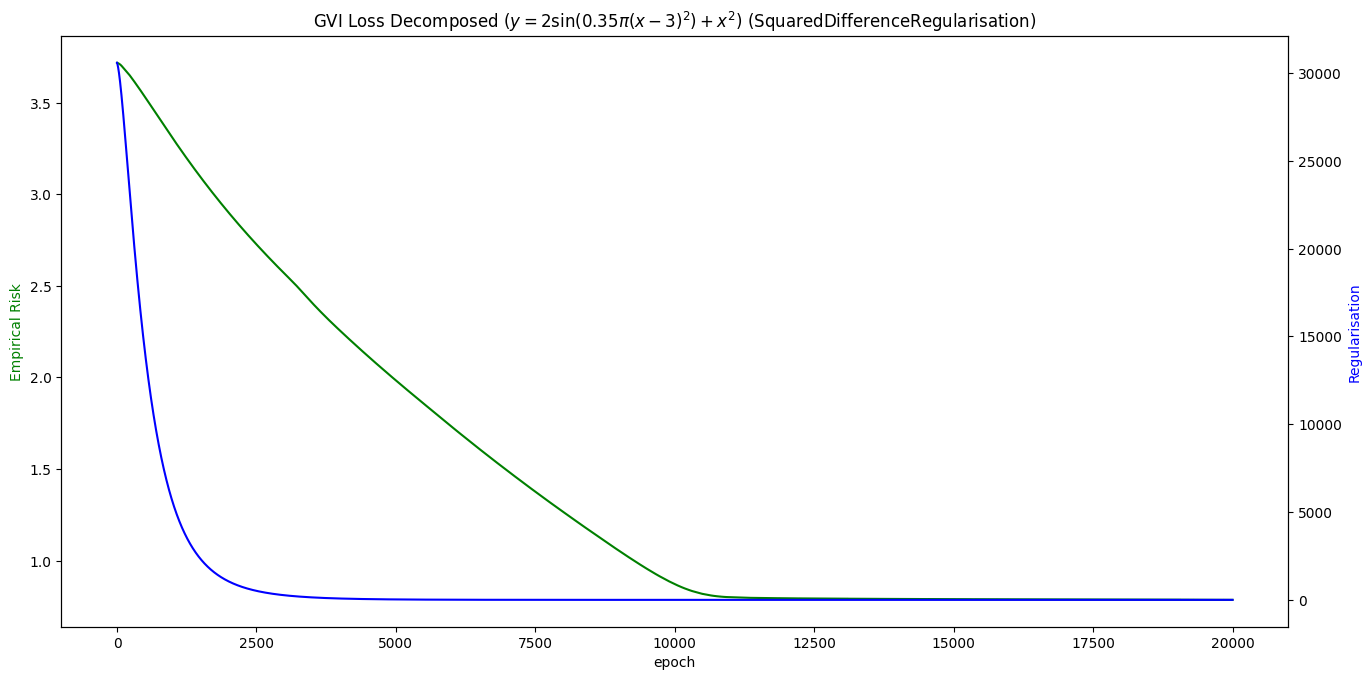 GVI Loss Decomposed (y = 2sin(0.35π(x − 3)²) + x²) (SquaredDifferenceRegularisation)
3.5
3.0
2.5
2.0
1.5
1.0
Empirical Risk
30000
25000
20000
15000
10000
5000
0
Regularisation
0 2500 5000 7500 10000 12500 15000 17500 20000
epoch